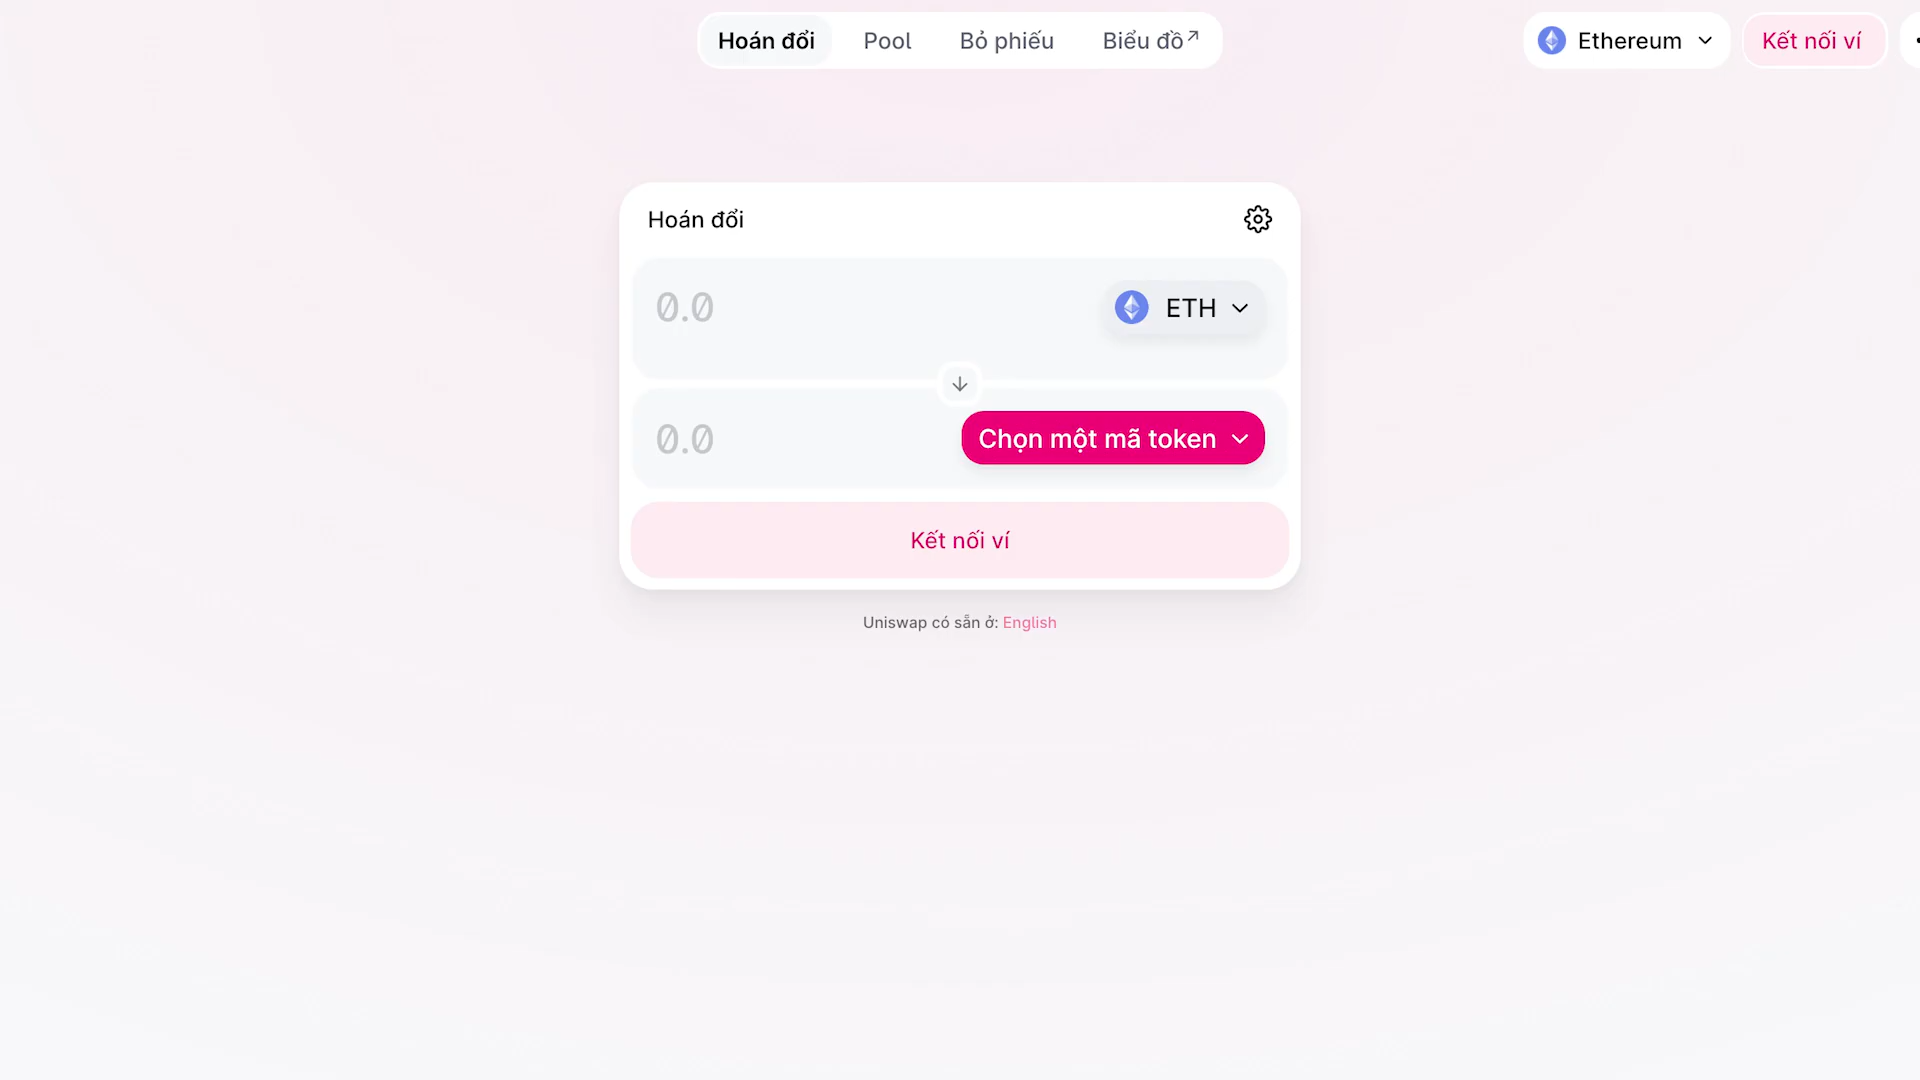 Hoán đổi
Pool
Bỏ phiếu
Biểu đồ↗
Ethereum
Kết nối ví
Hoán đổi
0.0
ETH
0.0
Chọn một mã token
Kết nối ví
Uniswap có sẵn ở: English